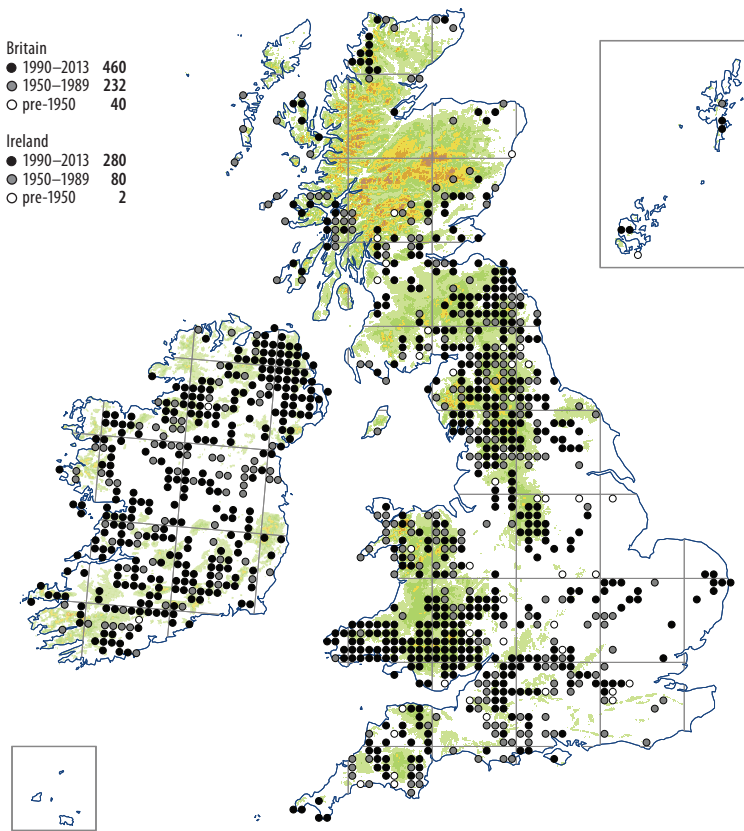 Britain
● 1990–2013 460
● 1950–1989 232
○ pre-1950 40
Ireland
● 1990–2013 280
● 1950–1989 80
○ pre-1950 2